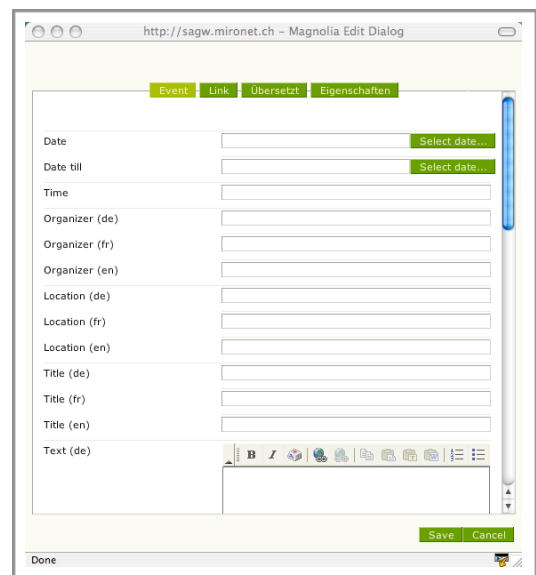 http://sagw.mironet.ch – Magnolia Edit Dialog
Event Link Übersetzt Eigenschaften
Date Select date...
Date till Select date...
Time
Organizer (de)
Organizer (fr)
Organizer (en)
Location (de)
Location (fr)
Location (en)
Title (de)
Title (fr)
Title (en)
Text (de) B I
Save Cancel
Done